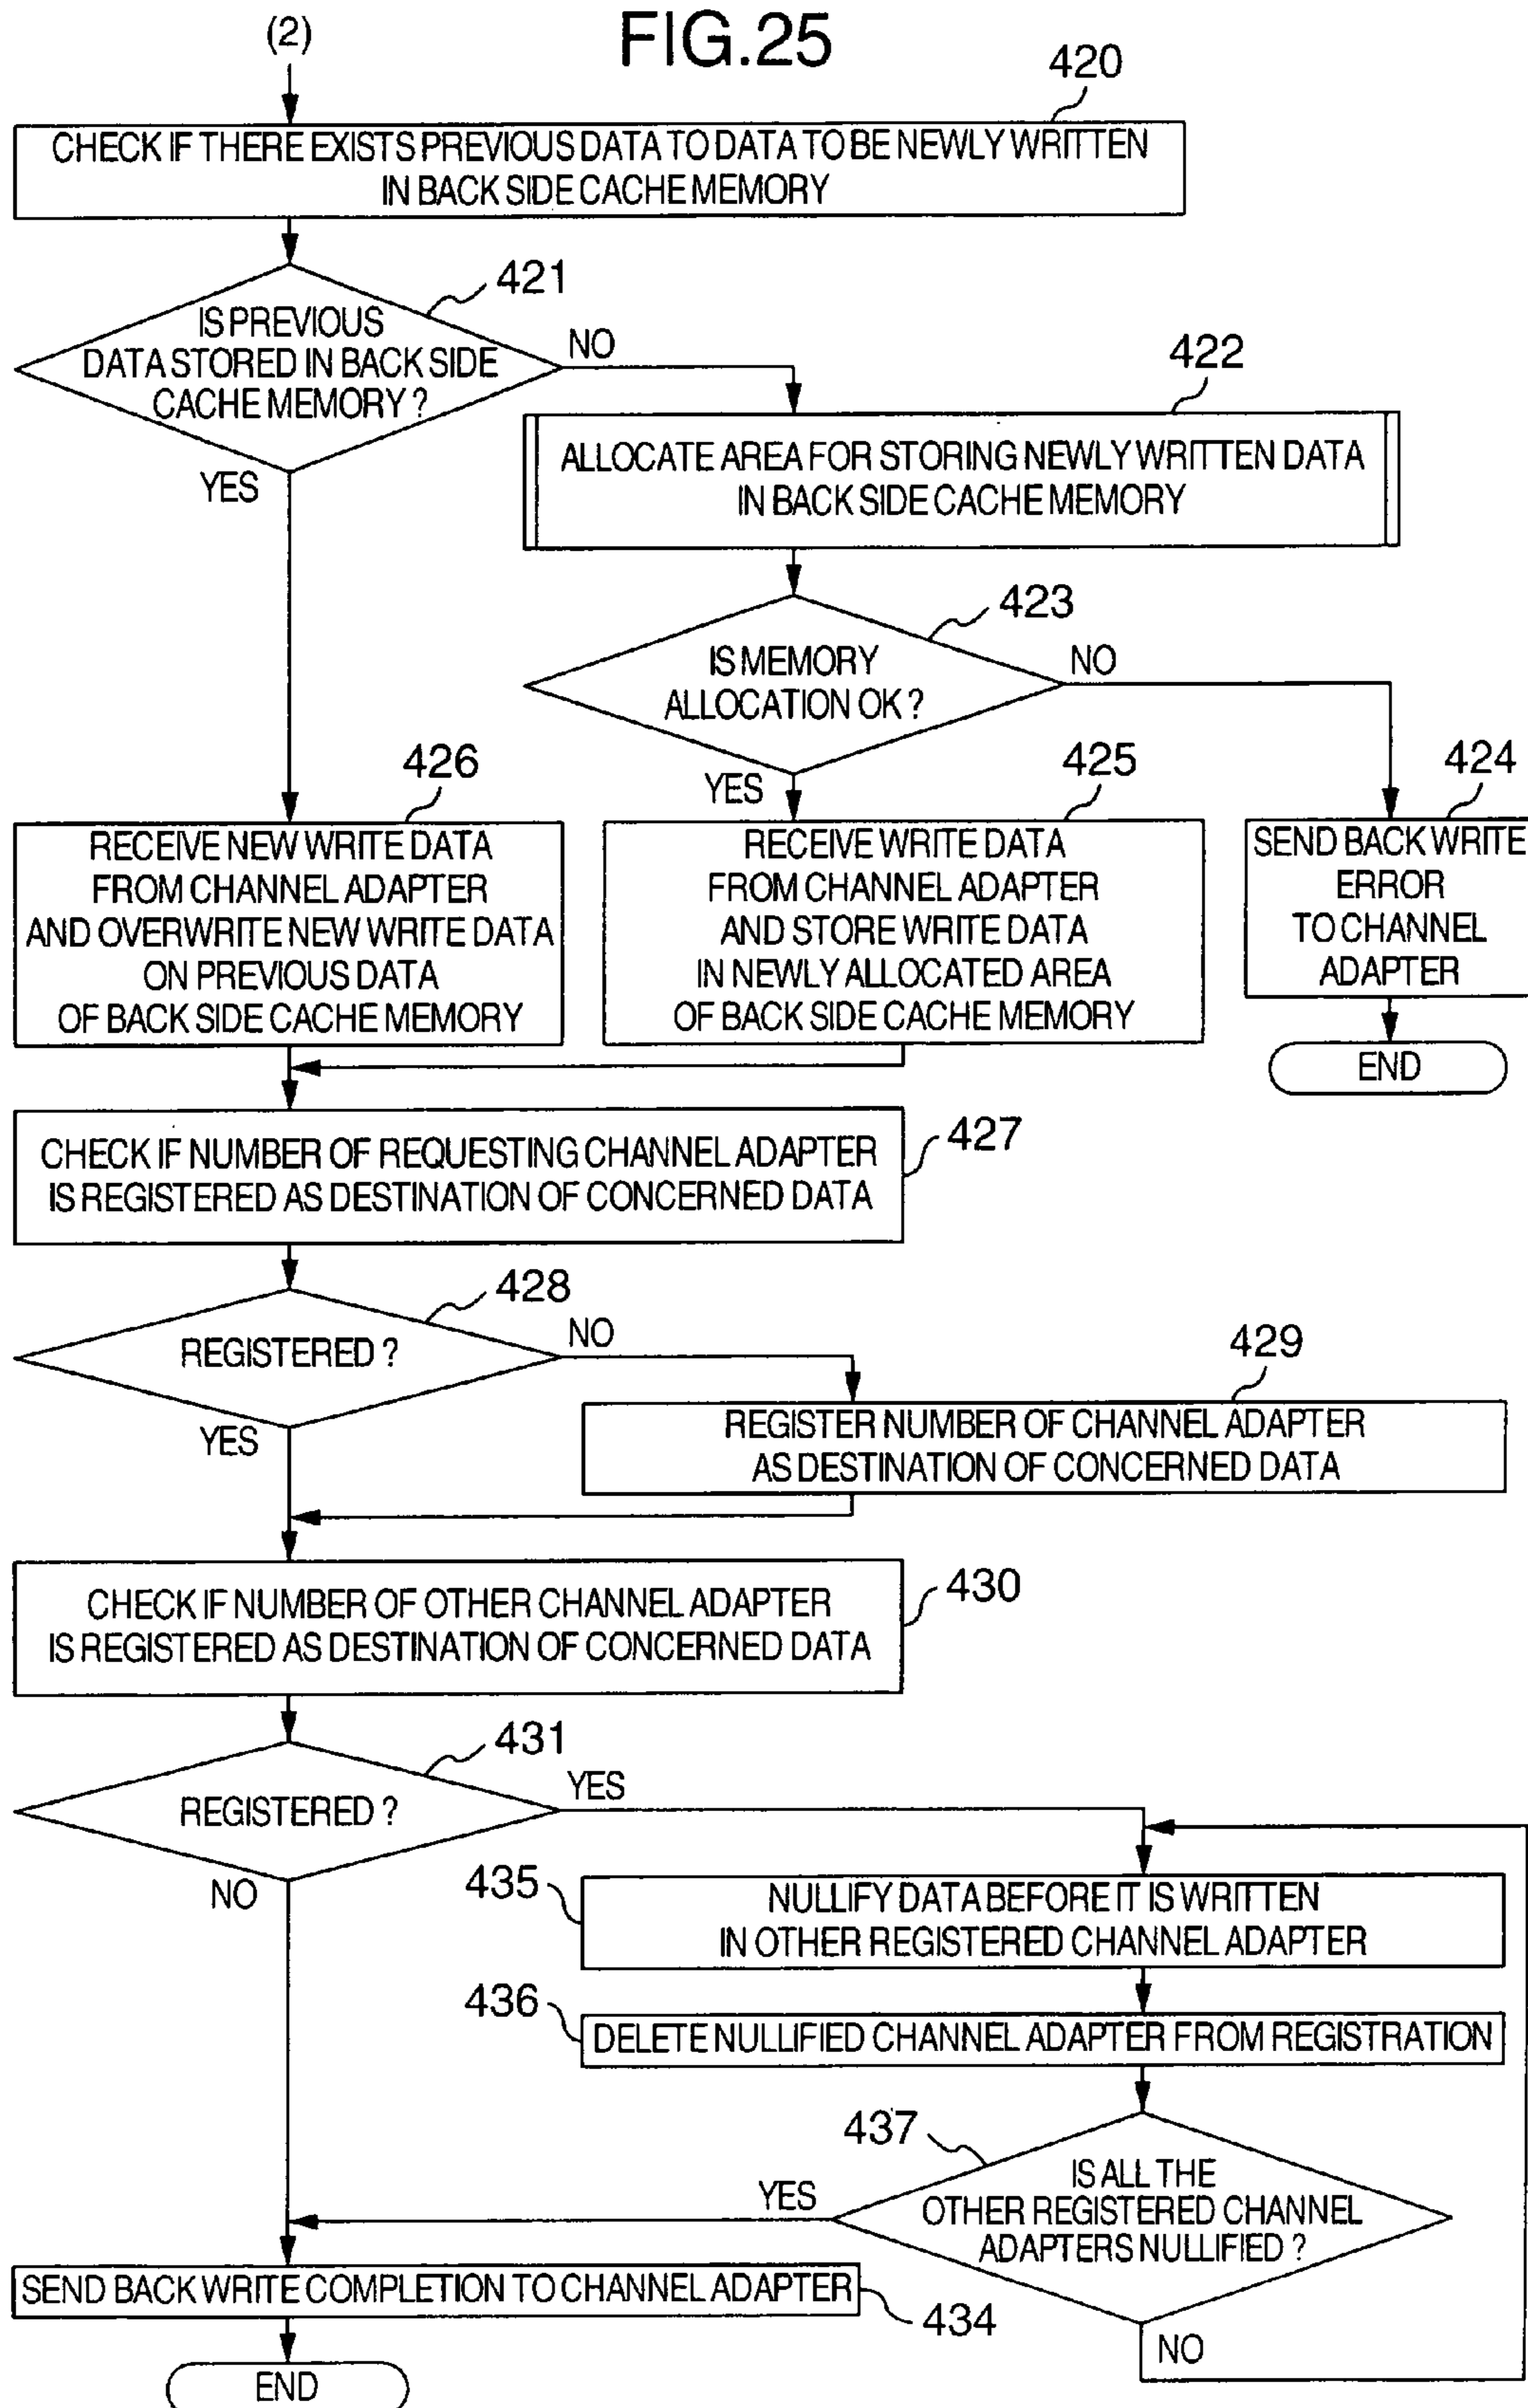 (2)
FIG.25
420
CHECK IF THERE EXISTS PREVIOUS DATA TO DATA TO BE NEWLY WRITTEN
IN BACK SIDE CACHE MEMORY
421
IS PREVIOUS
DATA STORED IN BACK SIDE
CACHE MEMORY ?
NO
YES
422
ALLOCATE AREA FOR STORING NEWLY WRITTEN DATA
IN BACK SIDE CACHE MEMORY
423
IS MEMORY
ALLOCATION OK ?
NO
YES
426
RECEIVE NEW WRITE DATA
FROM CHANNEL ADAPTER
AND OVERWRITE NEW WRITE DATA
ON PREVIOUS DATA
OF BACK SIDE CACHE MEMORY
425
RECEIVE WRITE DATA
FROM CHANNEL ADAPTER
AND STORE WRITE DATA
IN NEWLY ALLOCATED AREA
OF BACK SIDE CACHE MEMORY
424
SEND BACK WRITE
ERROR
TO CHANNEL
ADAPTER
END
427
CHECK IF NUMBER OF REQUESTING CHANNEL ADAPTER
IS REGISTERED AS DESTINATION OF CONCERNED DATA
428
REGISTERED ?
NO
YES
429
REGISTER NUMBER OF CHANNEL ADAPTER
AS DESTINATION OF CONCERNED DATA
430
CHECK IF NUMBER OF OTHER CHANNEL ADAPTER
IS REGISTERED AS DESTINATION OF CONCERNED DATA
431
REGISTERED ?
YES
NO
435
NULLIFY DATA BEFORE IT IS WRITTEN
IN OTHER REGISTERED CHANNEL ADAPTER
436
DELETE NULLIFIED CHANNEL ADAPTER FROM REGISTRATION
437
IS ALL THE
OTHER REGISTERED CHANNEL
ADAPTERS NULLIFIED ?
YES
NO
SEND BACK WRITE COMPLETION TO CHANNEL ADAPTER
434
END